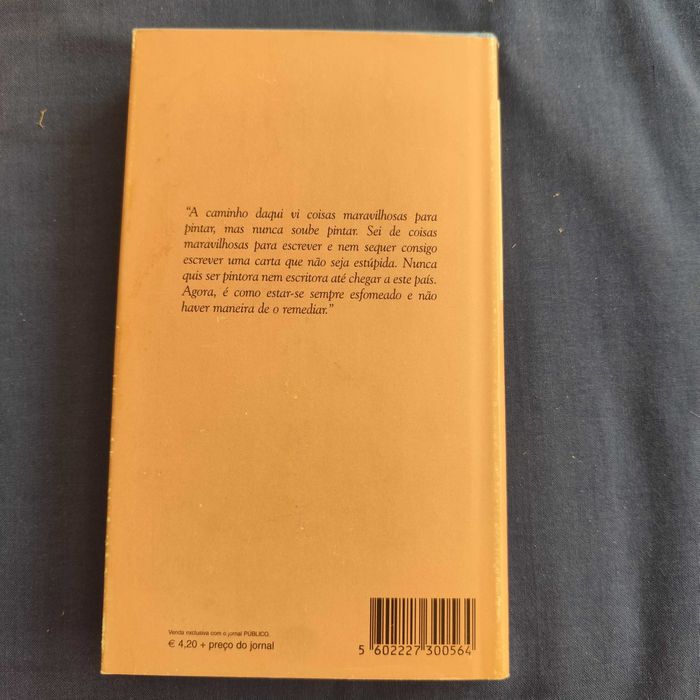 “A caminho daqui vi coisas maravilhosas para
pintar, mas nunca soube pintar. Sei de coisas
maravilhosas para escrever e nem sequer consigo
escrever uma carta que não seja estúpida. Nunca
quis ser pintora nem escritora até chegar a este país.
Agora, é como estar-se sempre esfomeado e não
haver maneira de o remediar.”
Venda exclusiva com o jornal PÚBLICO
€ 4,20 + preço do jornal
5 602227 300564